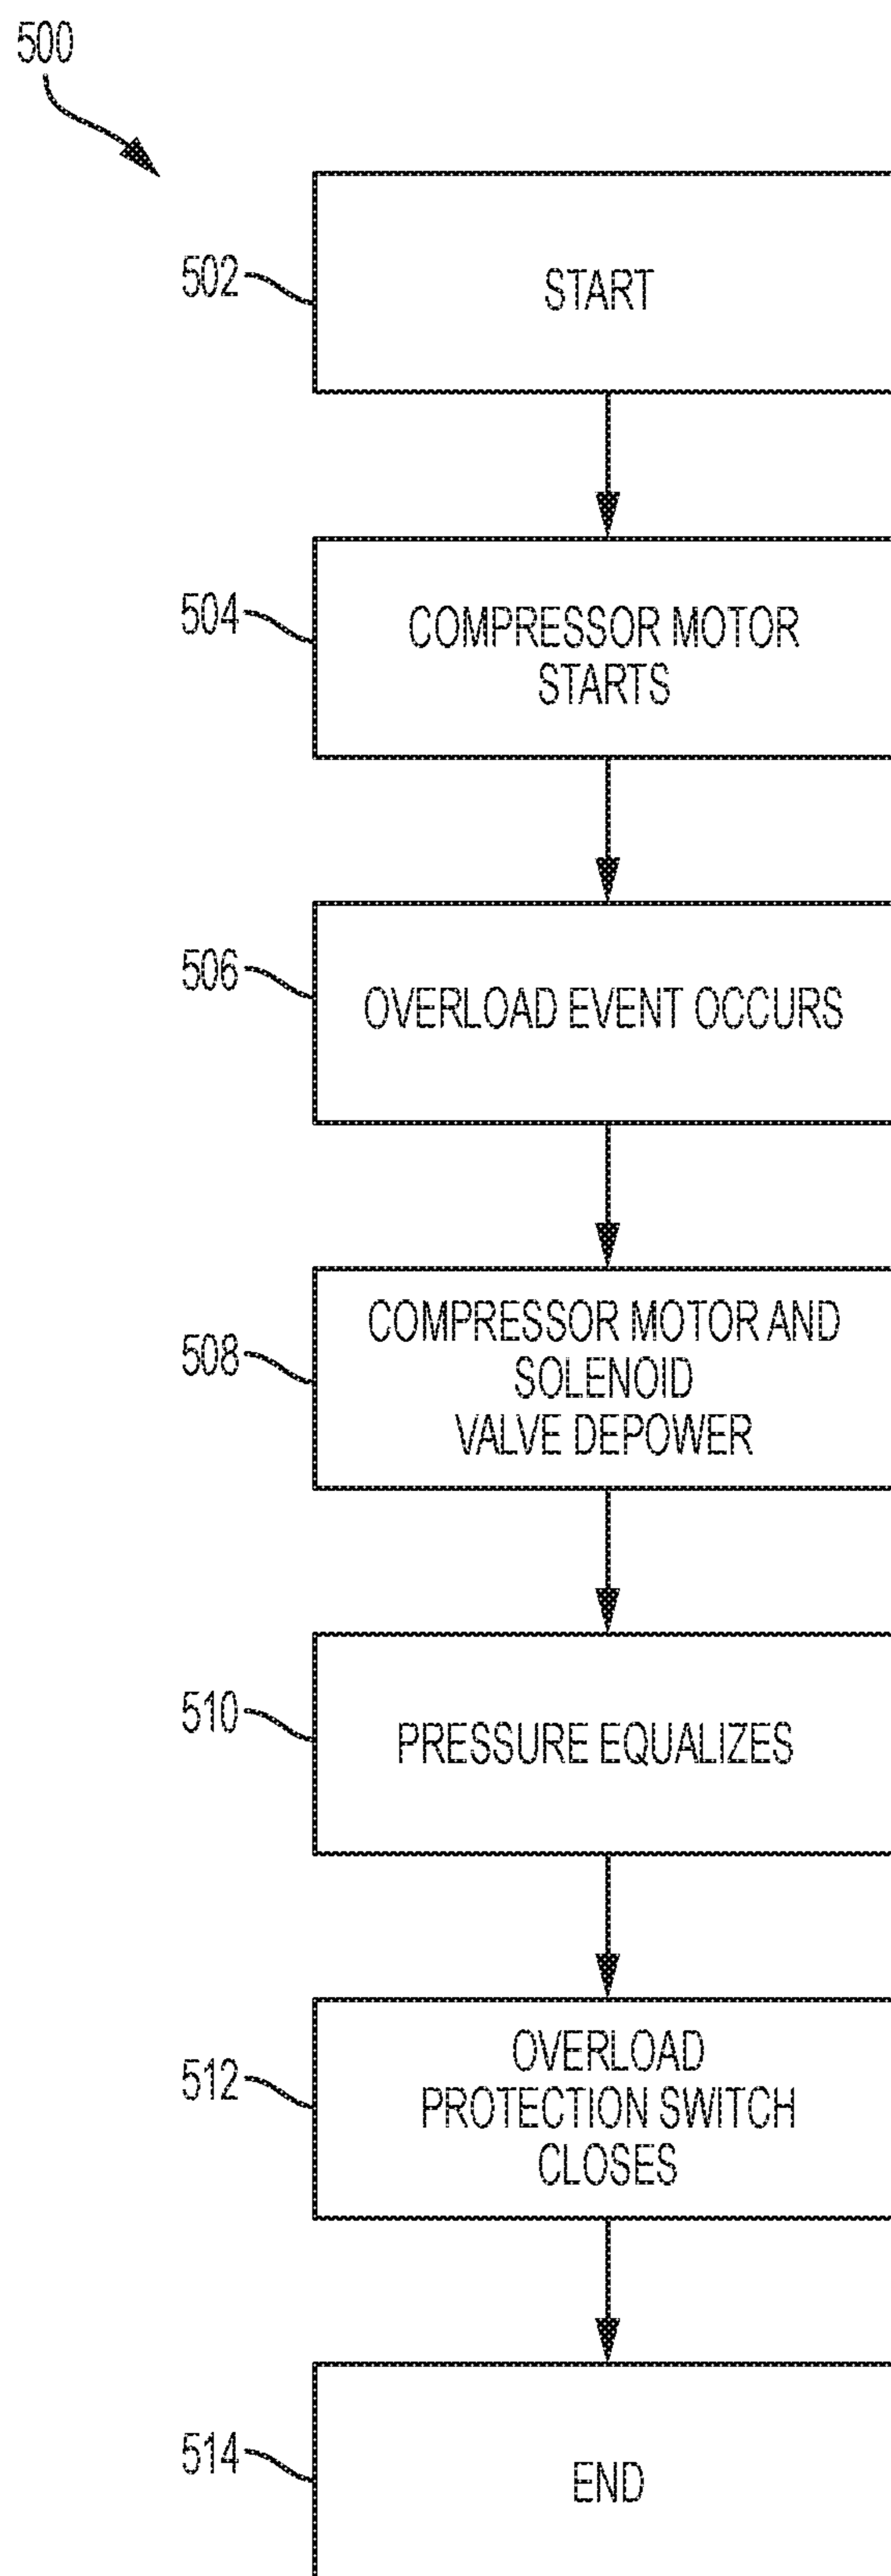 500
502
START
504
COMPRESSOR MOTOR
STARTS
506
OVERLOAD EVENT OCCURS
508
COMPRESSOR MOTOR AND
SOLENOID
VALVE DEPOWER
510
PRESSURE EQUALIZES
512
OVERLOAD
PROTECTION SWITCH
CLOSES
514
END